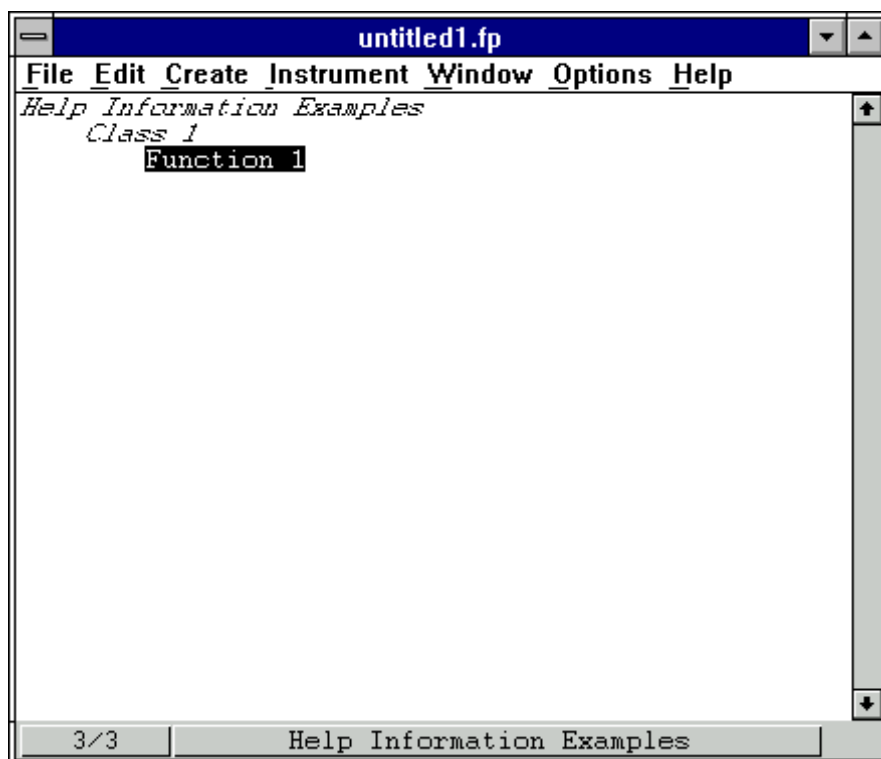 untitled1.fp
File Edit Create Instrument Window Options Help
Help Information Examples
Class 1
Function 1
3/3 Help Information Examples